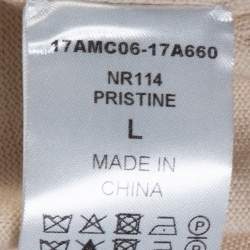 17AMC06-17A660
NR114
PRISTINE
L
MADE IN
CHINA
P